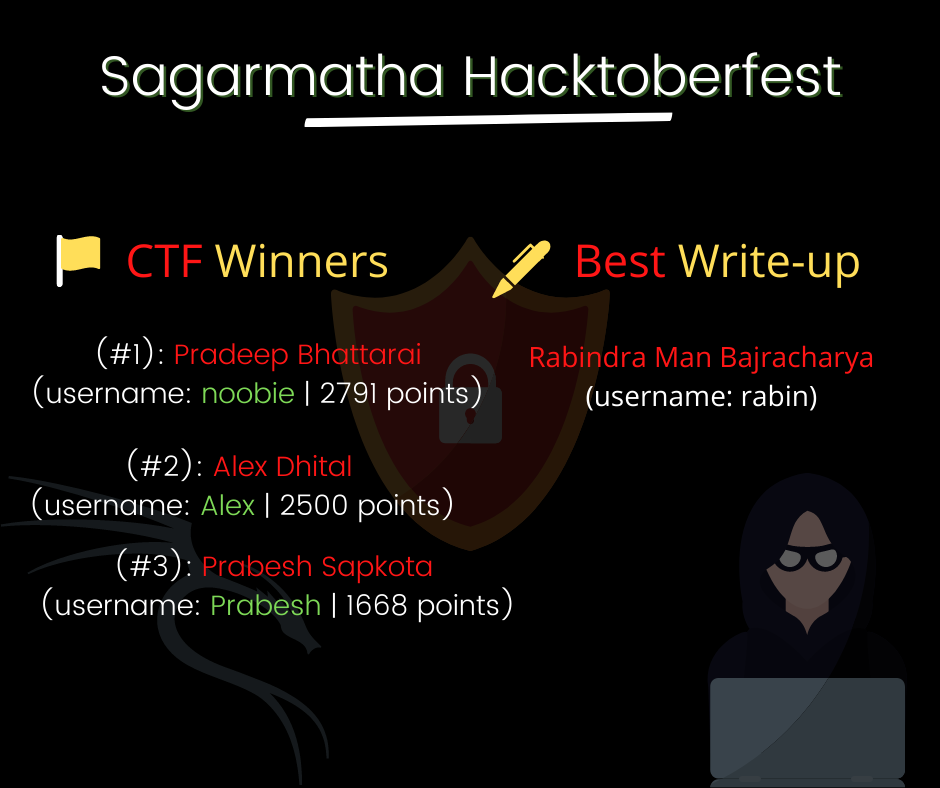 Sagarmatha Hacktoberfest
CTF Winners
(#1): Pradeep Bhattarai
(username: noobie | 2791 points)
(#2): Alex Dhital
(username: Alex | 2500 points)
(#3): Prabesh Sapkota
(username: Prabesh | 1668 points)
Best Write-up
Rabindra Man Bajracharya
(username: rabin)